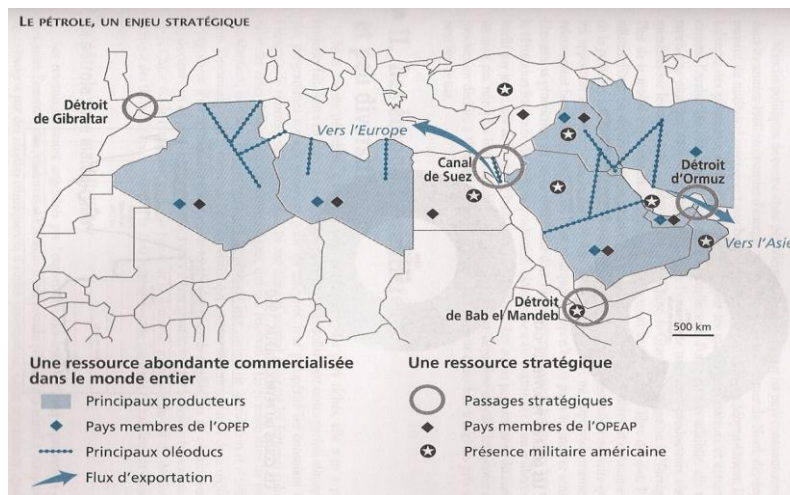 LE PÉTROLE, UN ENJEU STRATÉGIQUE
Détroit
de Gibraltar
Vers l'Europe
Canal
de Suez
Détroit
d'Ormuz
Vers l'Asie
Détroit
de Bab el Mandeb
500 km
Une ressource abondante commercialisée
dans le monde entier
Principaux producteurs
Pays membres de l'OPEP
Principaux oléoducs
Flux d'exportation
Une ressource stratégique
Passages stratégiques
Pays membres de l'OPEAP
Présence militaire américaine